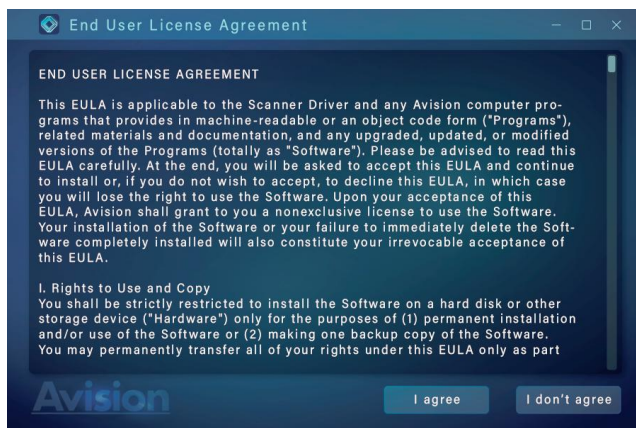 End User License Agreement
END USER LICENSE AGREEMENT
This EULA is applicable to the Scanner Driver and any Avision computer pro-
grams that provides in machine-readable or an object code form ("Programs"),
related materials and documentation, and any upgraded, updated, or modified
versions of the Programs (totally as "Software"). Please be advised to read this
EULA carefully. At the end, you will be asked to accept this EULA and continue
to install or, if you do not wish to accept, to decline this EULA, in which case
you will lose the right to use the Software. Upon your acceptance of this
EULA, Avision shall grant to you a nonexclusive license to use the Software.
Your installation of the Software or your failure to immediately delete the Soft-
ware completely installed will also constitute your irrevocable acceptance of
this EULA.
I. Rights to Use and Copy
You shall be strictly restricted to install the Software on a hard disk or other
storage device ("Hardware") only for the purposes of (1) permanent installation
and/or use of the Software or (2) making one backup copy of the Software.
You may permanently transfer all of your rights under this EULA only as part
Avision
I agree
I don't agree